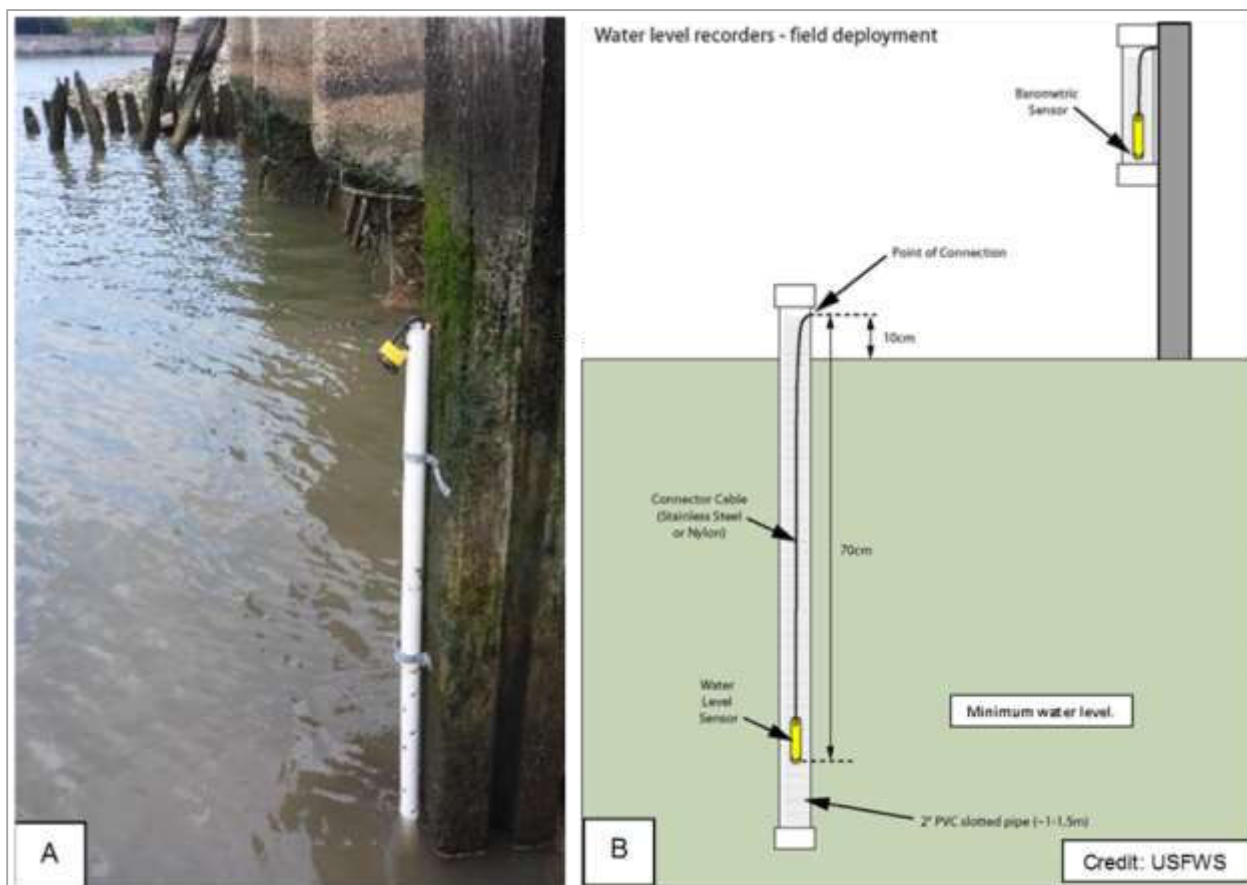 A
Water level recorders - field deployment
Barometric
Sensor
Point of Connection
10cm
Connector Cable
(Stainless Steel
or Nylon)
70cm
Water
Level
Sensor
Minimum water level.
2" PVC slotted pipe (~1-1.5m)
B
Credit: USFWS